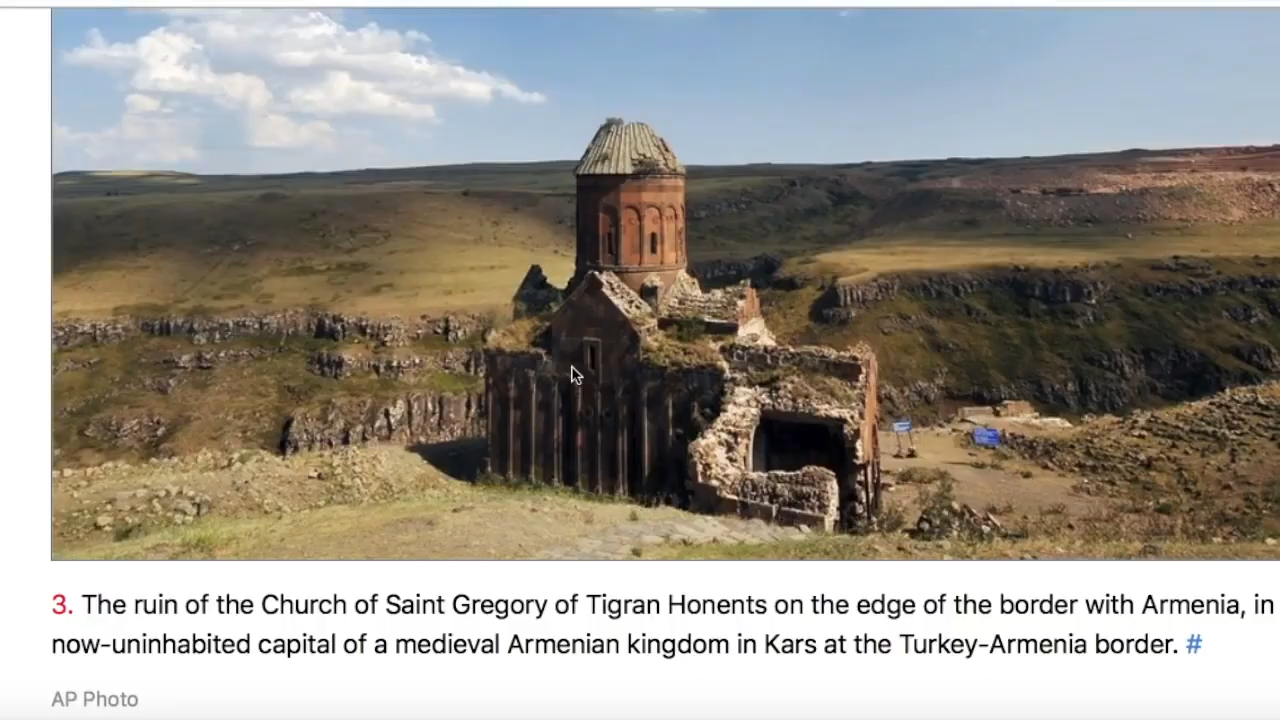 3. The ruin of the Church of Saint Gregory of Tigran Honents on the edge of the border with Armenia, in
now-uninhabited capital of a medieval Armenian kingdom in Kars at the Turkey-Armenia border. #
AP Photo